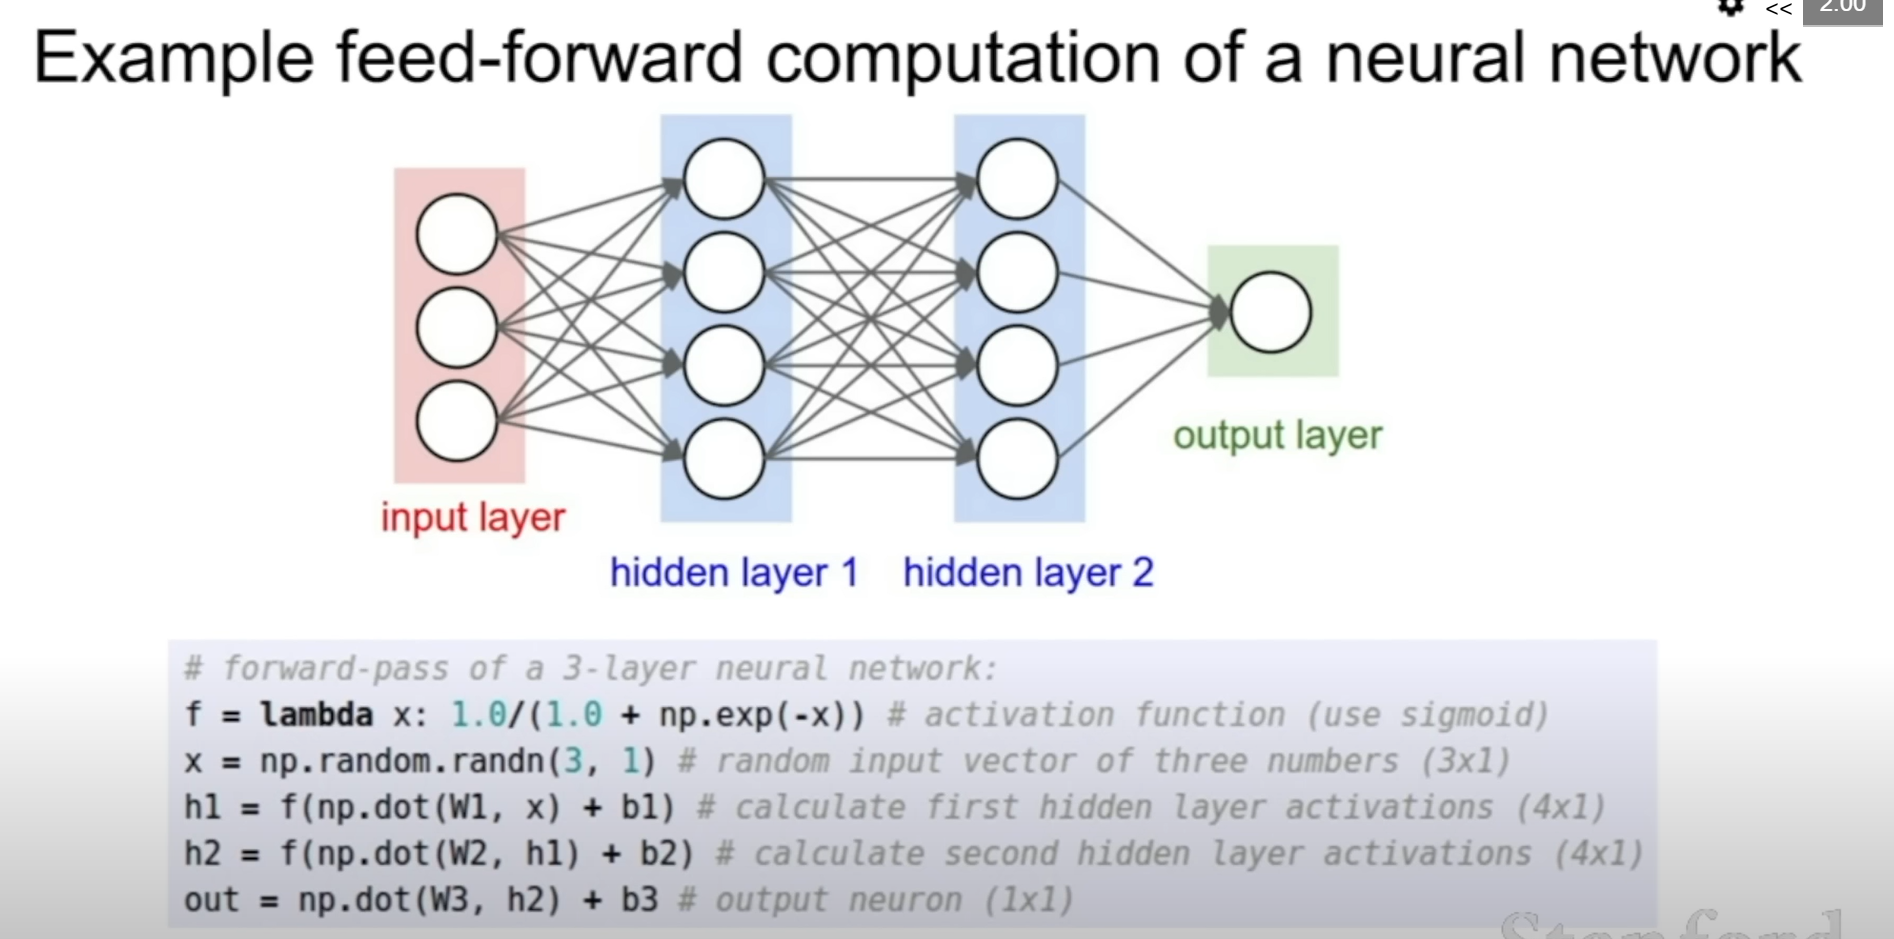 <<
2.00
Example feed-forward computation of a neural network
input layer
hidden layer 1
hidden layer 2
output layer
# forward-pass of a 3-layer neural network:
f = lambda x: 1.0/(1.0 + np.exp(-x)) # activation function (use sigmoid)
x = np.random.randn(3, 1) # random input vector of three numbers (3x1)
h1 = f(np.dot(W1, x) + b1) # calculate first hidden layer activations (4x1)
h2 = f(np.dot(W2, h1) + b2) # calculate second hidden layer activations (4x1)
out = np.dot(W3, h2) + b3 # output neuron (1x1)
Stanford